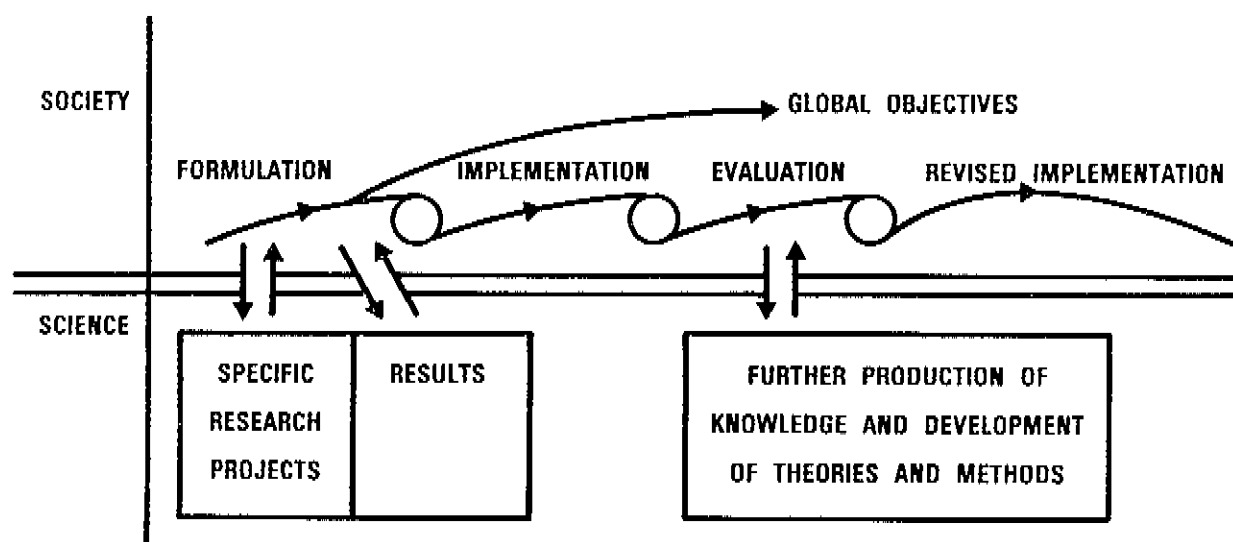 SOCIETY
GLOBAL OBJECTIVES
FORMULATION
IMPLEMENTATION
EVALUATION
REVISED IMPLEMENTATION
SCIENCE
SPECIFIC
RESEARCH
PROJECTS
RESULTS
FURTHER PRODUCTION OF
KNOWLEDGE AND DEVELOPMENT
OF THEORIES AND METHODS